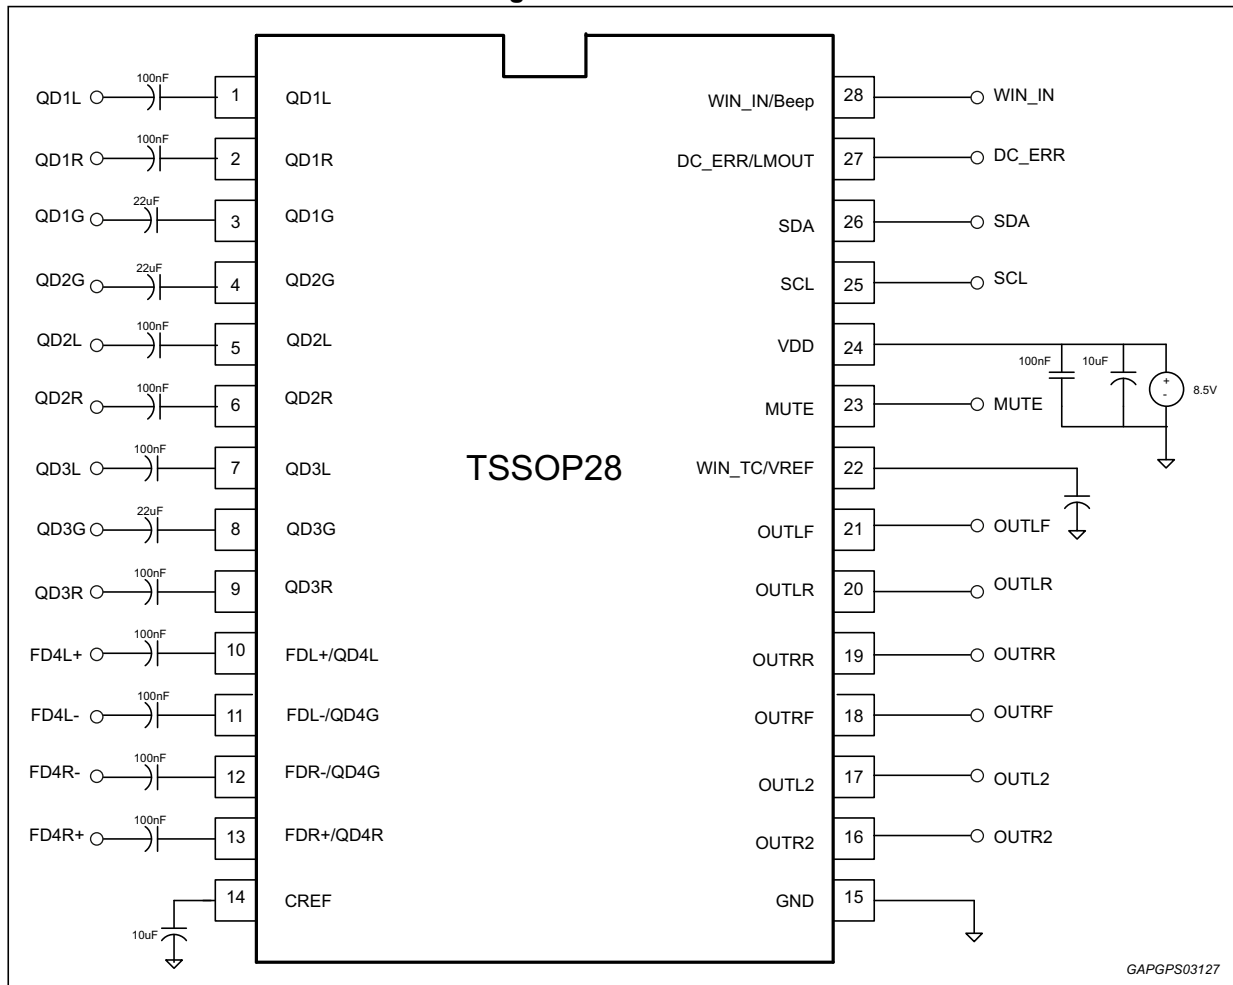 QD1L 100nF 1 QD1L WIN_IN/Beep 28 WIN_IN
QD1R 100nF 2 QD1R DC_ERR/LMOUT 27 DC_ERR
QD1G 22uF 3 QD1G SDA 26 SDA
QD2G 22uF 4 QD2G SCL 25 SCL
QD2L 100nF 5 QD2L VDD 24 100nF 10uF + - 8.5V
QD2R 100nF 6 QD2R MUTE 23 MUTE
QD3L 100nF 7 QD3L TSSOP28 WIN_TC/VREF 22
QD3G 22uF 8 QD3G OUTLF 21 OUTLF
QD3R 100nF 9 QD3R OUTLR 20 OUTLR
FD4L+ 100nF 10 FDL+/QD4L OUTRR 19 OUTRR
FD4L- 100nF 11 FDL-/QD4G OUTRF 18 OUTRF
FD4R- 100nF 12 FDR-/QD4G OUTL2 17 OUTL2
FD4R+ 100nF 13 FDR+/QD4R OUTR2 16 OUTR2
10uF 14 CREF GND 15
GAPGPS03127